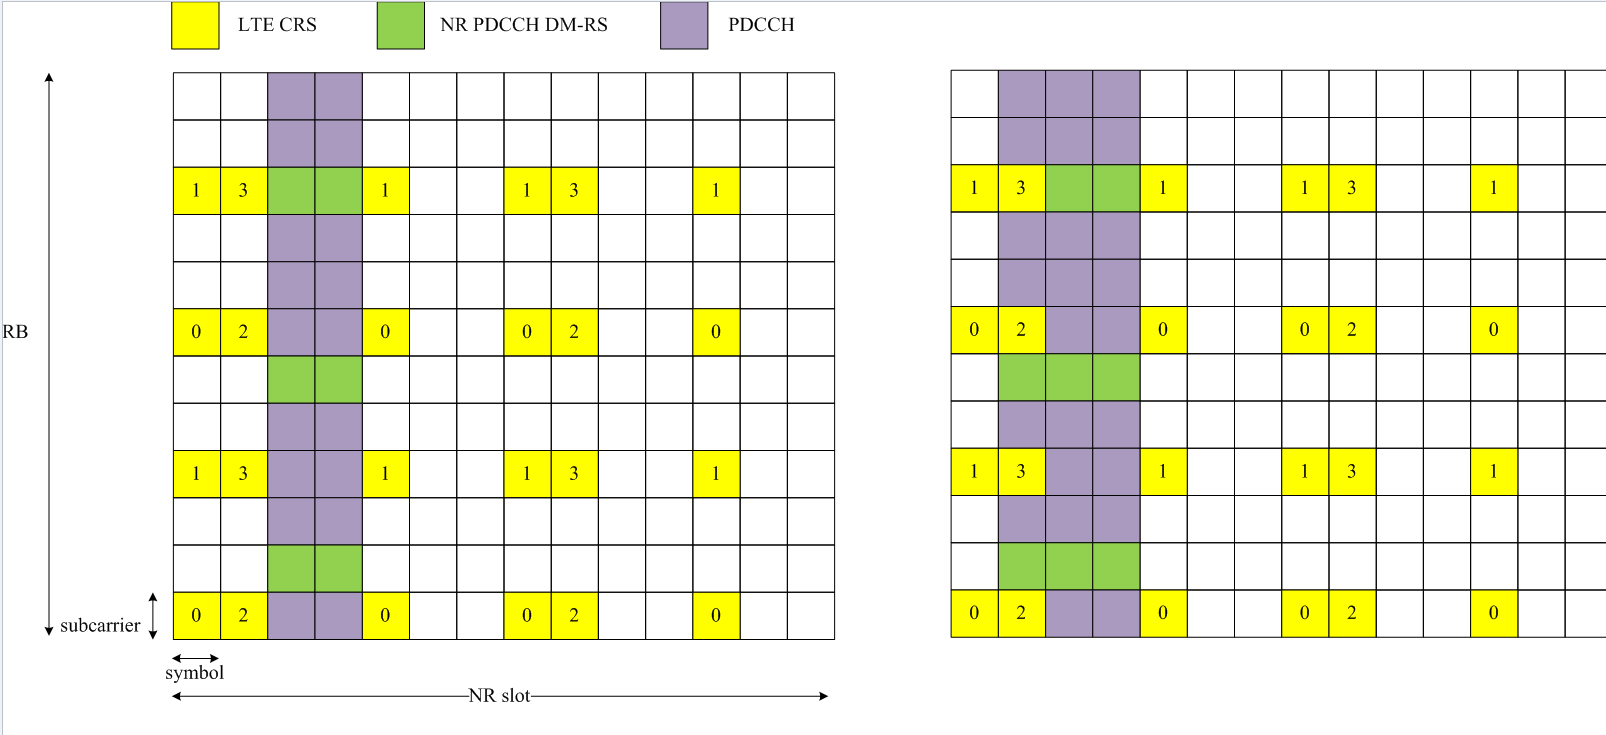 LTE CRS NR PDCCH DM-RS PDCCH
1 3 1 1 3 1 1 3 1 1 3 1
RB 0 2 0 0 2 0 0 2 0 0 2 0
1 3 1 1 3 1 1 3 1 1 3 1
subcarrier 0 2 0 0 2 0 0 2 0 0 2 0
symbol
NR slot